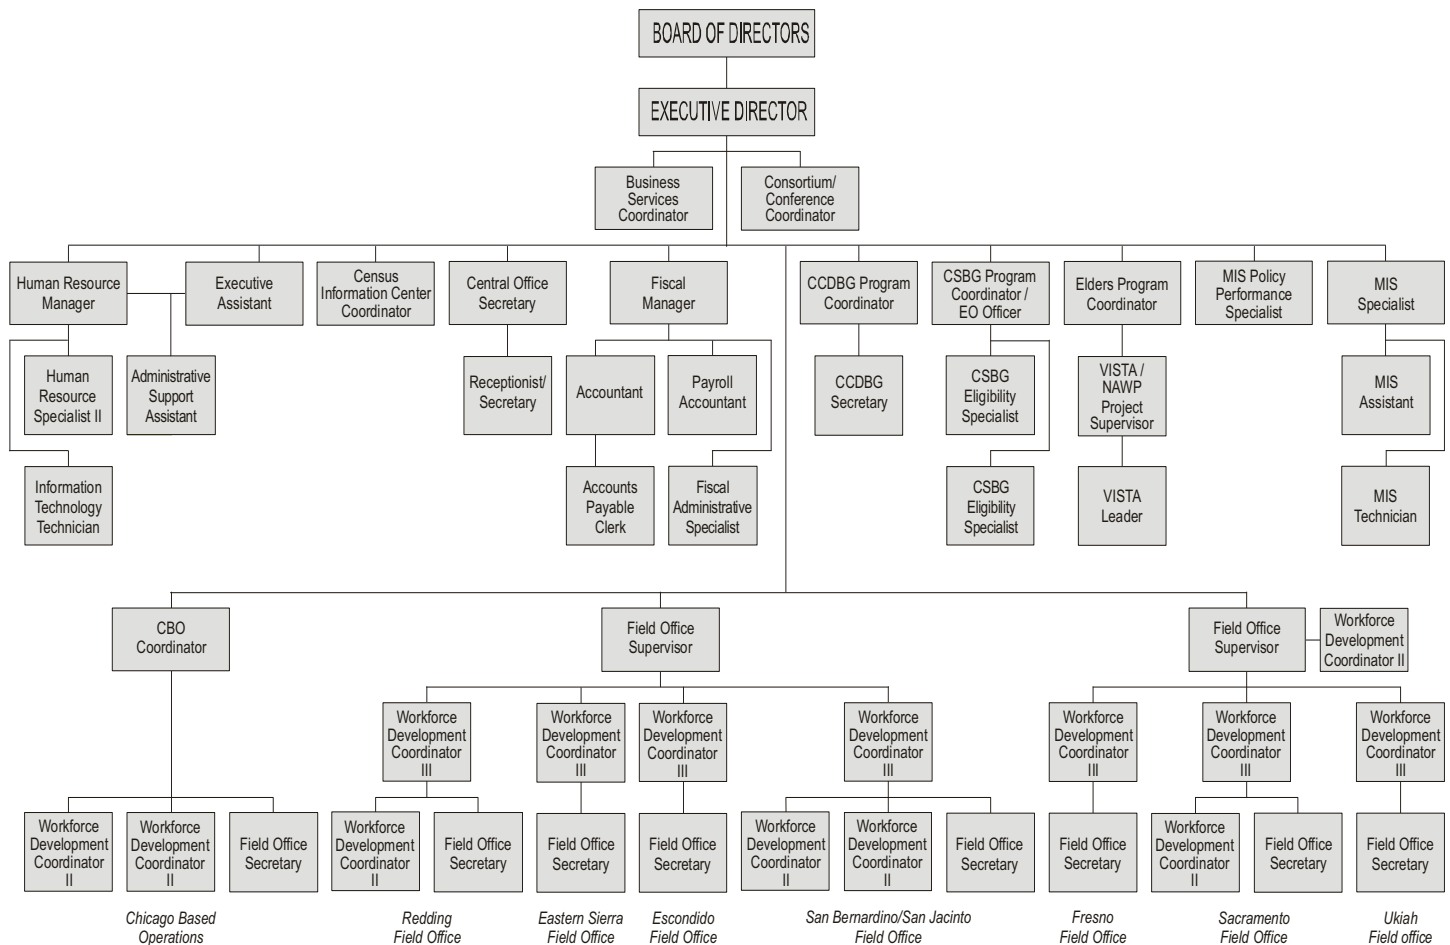 BOARD OF DIRECTORS
EXECUTIVE DIRECTOR
Business
Services
Coordinator
Consortium/
Conference
Coordinator
Human Resource
Manager
Executive
Assistant
Census
Information Center
Coordinator
Central Office
Secretary
Fiscal
Manager
CCDBG Program
Coordinator
CSBG Program
Coordinator /
EO Officer
Elders Program
Coordinator
MIS Policy
Performance
Specialist
MIS
Specialist
Human
Resource
Specialist II
Administrative
Support
Assistant
Receptionist/
Secretary
Accountant
Payroll
Accountant
CCDBG
Secretary
CSBG
Eligibility
Specialist
VISTA /
NAWP
Project
Supervisor
MIS
Assistant
Information
Technology
Technician
Accounts
Payable
Clerk
Fiscal
Administrative
Specialist
CSBG
Eligibility
Specialist
VISTA
Leader
MIS
Technician
CBO
Coordinator
Field Office
Supervisor
Field Office
Supervisor
Workforce
Development
Coordinator II
Workforce
Development
Coordinator
III
Workforce
Development
Coordinator
III
Workforce
Development
Coordinator
III
Workforce
Development
Coordinator
III
Workforce
Development
Coordinator
III
Workforce
Development
Coordinator
III
Workforce
Development
Coordinator
III
Workforce
Development
Coordinator
II
Workforce
Development
Coordinator
II
Field Office
Secretary
Workforce
Development
Coordinator
II
Field Office
Secretary
Field Office
Secretary
Field Office
Secretary
Workforce
Development
Coordinator
II
Workforce
Development
Coordinator
II
Field Office
Secretary
Field Office
Secretary
Workforce
Development
Coordinator
II
Field Office
Secretary
Field Office
Secretary
Chicago Based
Operations
Redding
Field Office
Eastern Sierra
Field Office
Escondido
Field Office
San Bernardino/San Jacinto
Field Office
Fresno
Field Office
Sacramento
Field Office
Ukiah
Field office